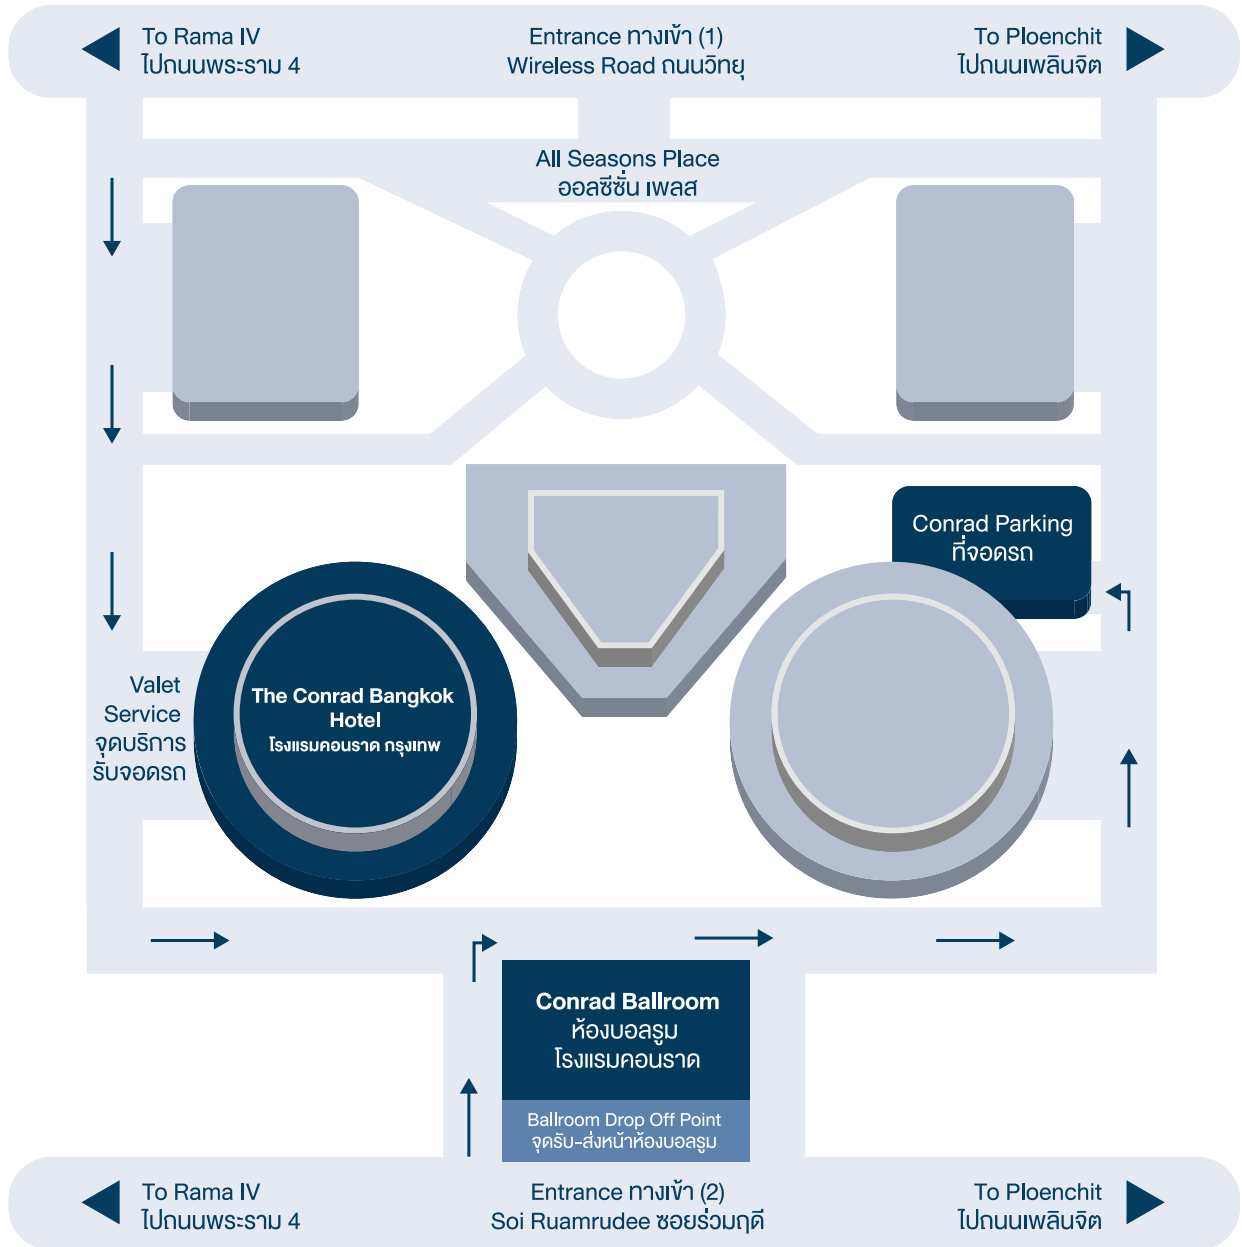 To Rama IV
ไปถนนพระราม 4
Entrance ทางเข้า (1)
Wireless Road ถนนวิทยุ
To Ploenchit
ไปถนนเพลินจิต
All Seasons Place
ออลซีซั่น เพลส
Conrad Parking
ที่จอดรถ
The Conrad Bangkok
Hotel
โรงแรมคอนราด กรุงเทพ
Valet
Service
จุดบริการ
รับจอดรถ
Conrad Ballroom
ห้องบอลรูม
โรงแรมคอนราด
Ballroom Drop Off Point
จุดรับ-ส่งหน้าห้องบอลรูม
To Rama IV
ไปถนนพระราม 4
Entrance ทางเข้า (2)
Soi Ruamrudee ซอยร่วมฤดี
To Ploenchit
ไปถนนเพลินจิต